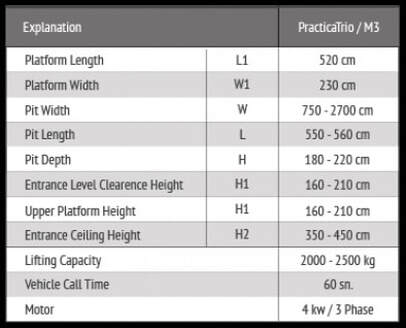 Explanation PracticaTrio / M3
Platform Length L1 520 cm
Platform Width W1 230 cm
Pit Width W 750 - 2700 cm
Pit Length L 550 - 560 cm
Pit Depth H 180 - 220 cm
Entrance Level Clearence Height H1 160 - 210 cm
Upper Platform Height H1 160 - 210 cm
Entrance Ceiling Height H2 350 - 450 cm
Lifting Capacity 2000 - 2500 kg
Vehicle Call Time 60 sn.
Motor 4 kw / 3 Phase